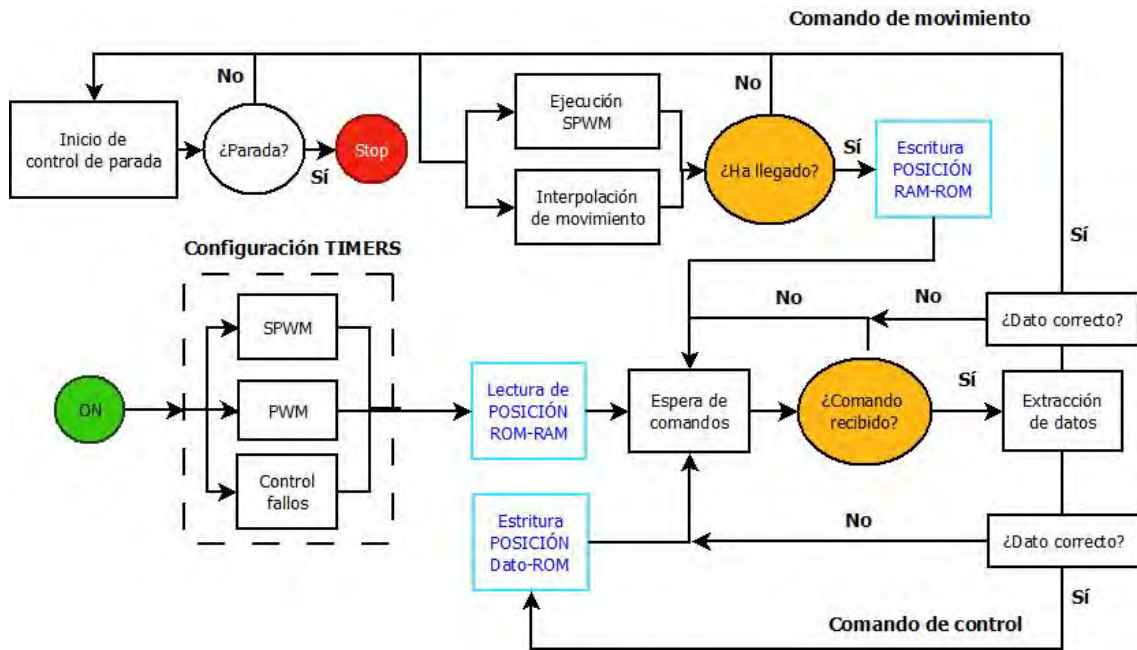 Comando de movimiento
No
No
Inicio de
control de parada
¿Parada?
Sí
Stop
Ejecución
SPWM
Interpolación
de movimiento
¿Ha llegado?
Sí
Escritura
POSICIÓN
RAM-ROM
Sí
Configuración TIMERS
SPWM
PWM
Control
fallos
ON
Lectura de
POSICIÓN
ROM-RAM
Espera de
comandos
No
No
¿Dato correcto?
¿Comando
recibido?
Sí
Extracción
de datos
Estritura
POSICIÓN
Dato-ROM
No
¿Dato correcto?
Sí
Comando de control